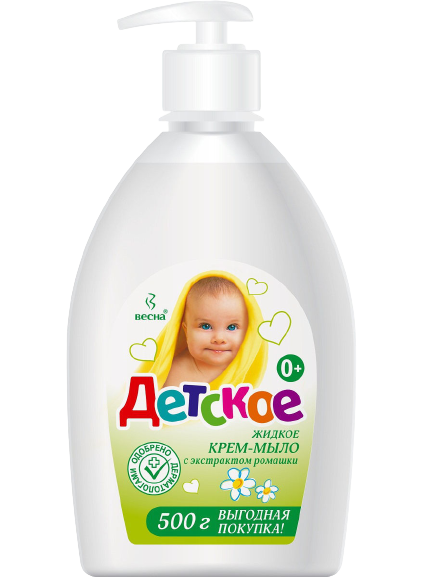 ВЕСНА®
0+
Детское
ЖИДКОЕ
КРЕМ-МЫЛО
с экстрактом ромашки
ОДОБРЕНО
ДЕРМАТОЛОГАМИ
500 г
ВЫГОДНАЯ
ПОКУПКА!